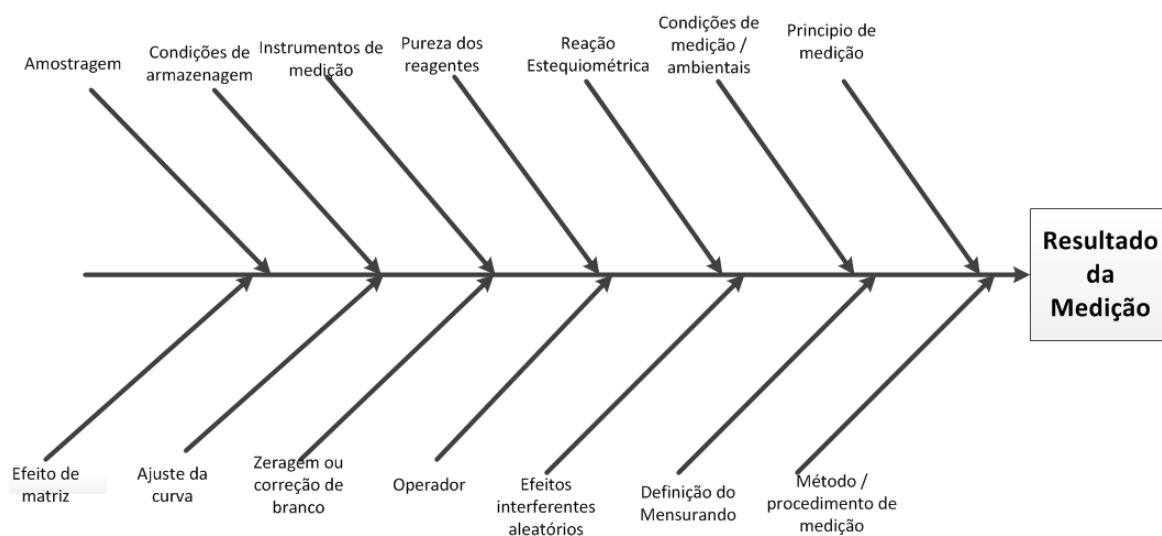 Amostragem
Condições de
armazenagem
Instrumentos de
medição
Pureza dos
reagentes
Reação
Estequiométrica
Condições de
medição /
ambientais
Principio de
medição
Resultado
da
Medição
Efeito de
matriz
Ajuste da
curva
Zeragem ou
correção de
branco
Operador
Efeitos
interferentes
aleatórios
Definição do
Mensurando
Método /
procedimento de
medição